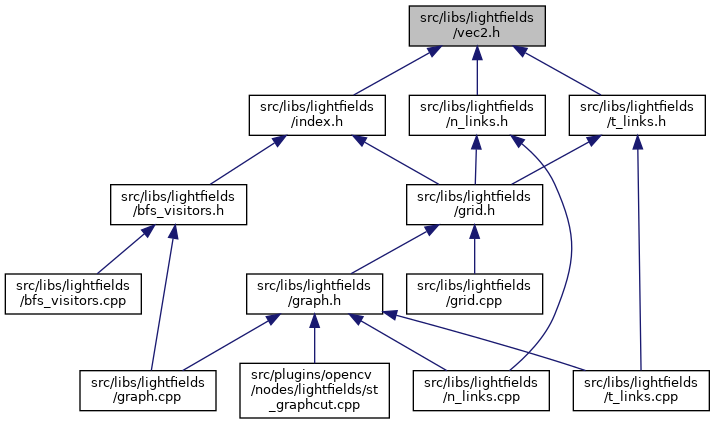 src/libs/lightfields
/vec2.h
src/libs/lightfields
/index.h
src/libs/lightfields
/n_links.h
src/libs/lightfields
/t_links.h
src/libs/lightfields
/bfs_visitors.h
src/libs/lightfields
/grid.h
src/libs/lightfields
/bfs_visitors.cpp
src/libs/lightfields
/graph.h
src/libs/lightfields
/grid.cpp
src/libs/lightfields
/graph.cpp
src/plugins/opencv
/nodes/lightfields/st
_graphcut.cpp
src/libs/lightfields
/n_links.cpp
src/libs/lightfields
/t_links.cpp